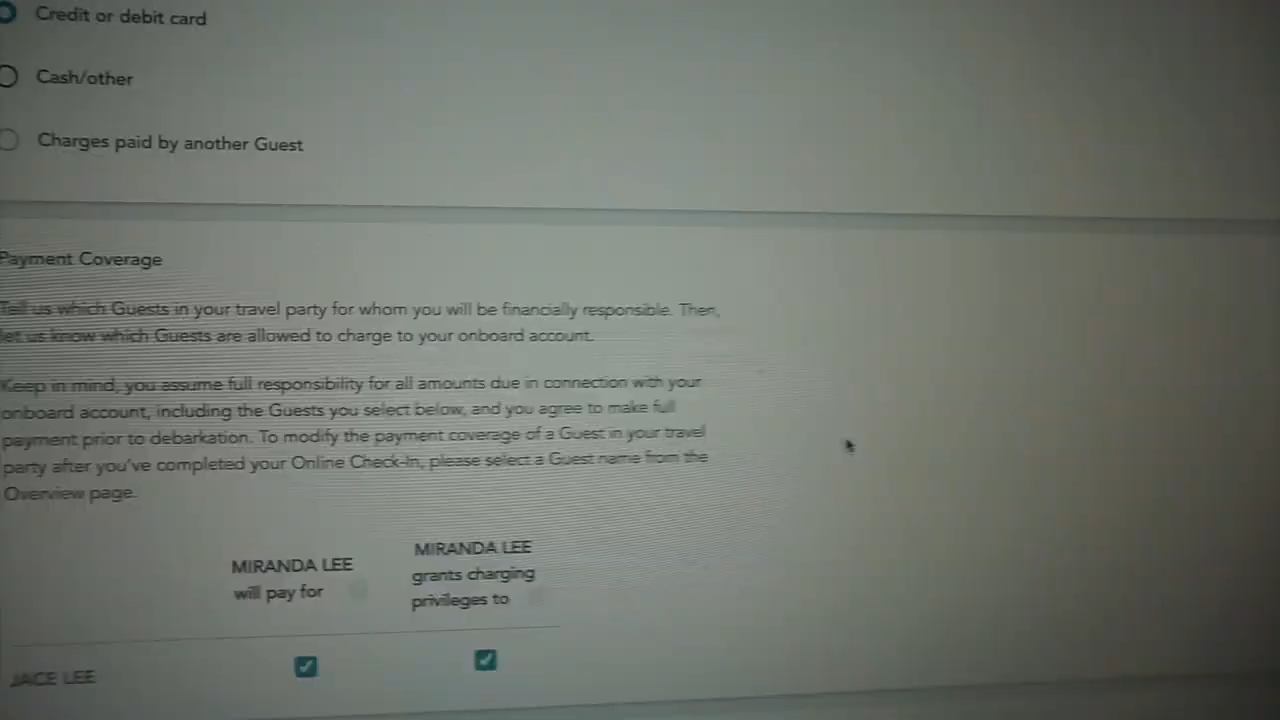 Credit or debit card
Cash/other
Charges paid by another Guest
Payment Coverage
Tell us which Guests in your travel party for whom you will be financially responsible. Then,
let us know which Guests are allowed to charge to your onboard account.
Keep in mind, you assume full responsibility for all amounts due in connection with your
onboard account, including the Guests you select below, and you agree to make full
payment prior to debarkation. To modify the payment coverage of a Guest in your travel
party after you've completed your Online Check-In, please select a Guest name from the
Overview page.
MIRANDA LEE
will pay for
MIRANDA LEE
grants charging
privileges to
JACE LEE